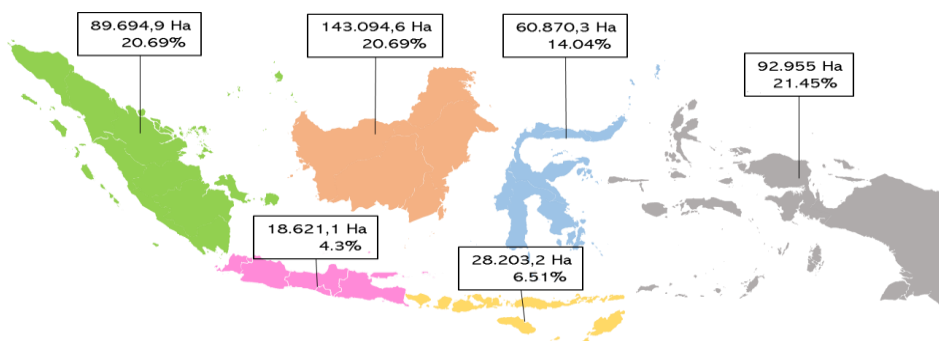 89.694,9 Ha
20.69%
143.094,6 Ha
20.69%
60.870,3 Ha
14.04%
92.955 Ha
21.45%
18.621,1 Ha
4.3%
28.203,2 Ha
6.51%